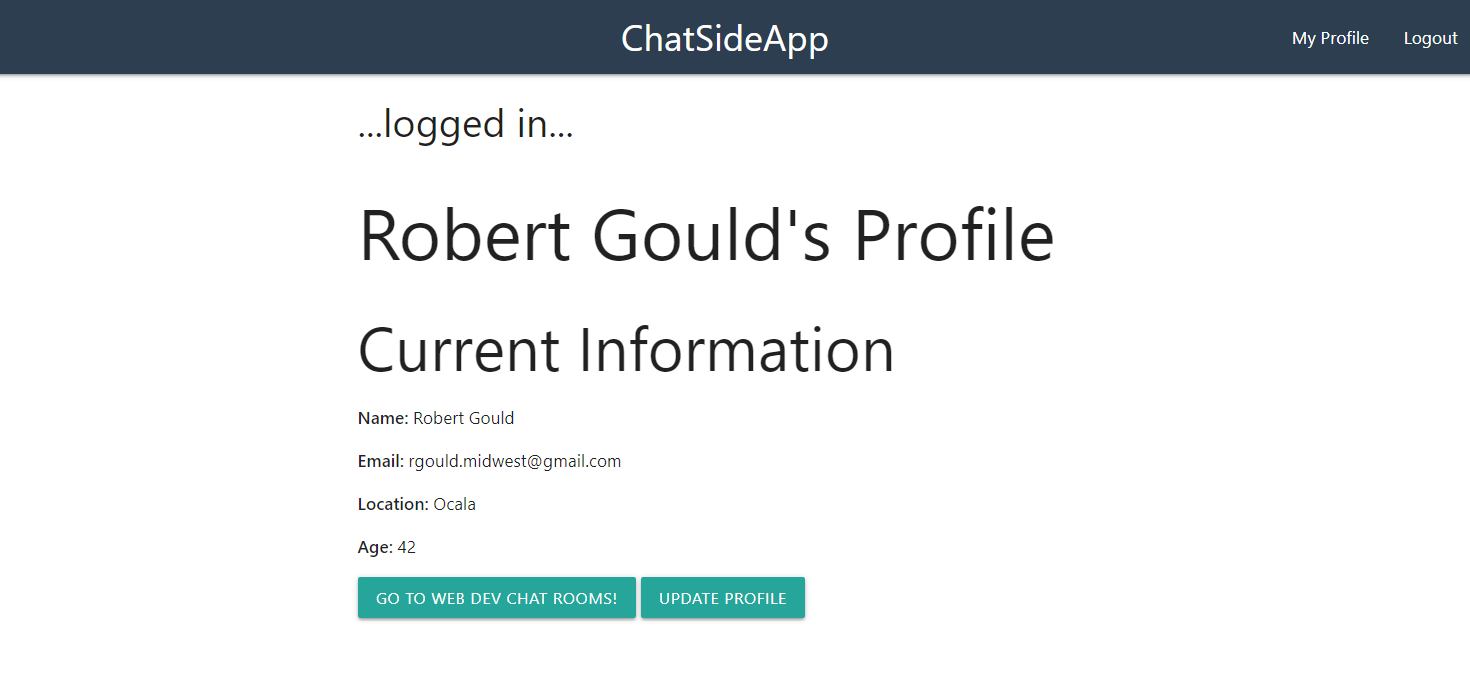 ChatSideApp
My Profile
Logout
...logged in...
Robert Gould's Profile
Current Information
Name: Robert Gould
Email: rgould.midwest@gmail.com
Location: Ocala
Age: 42
GO TO WEB DEV CHAT ROOMS!
UPDATE PROFILE